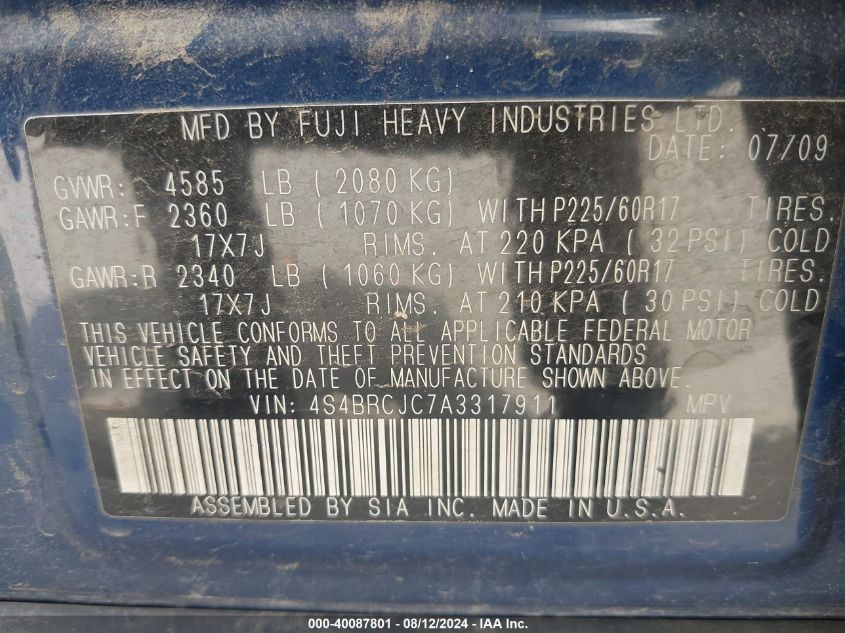 MFD BY FUJI HEAVY INDUSTRIES LTD.
DATE: 07/09
GVWR: 4585 LB (2080 KG)
GAWR:F 2360 LB (1070 KG) WITH P225/60R17 TIRES.
17X7J RIMS. AT 220 KPA (32 PSI) COLD
GAWR:R 2340 LB (1060 KG) WITH P225/60R17 TIRES.
17X7J RIMS. AT 210 KPA (30 PSI) COLD
THIS VEHICLE CONFORMS TO ALL APPLICABLE FEDERAL MOTOR
VEHICLE SAFETY AND THEFT PREVENTION STANDARDS
IN EFFECT ON THE DATE OF MANUFACTURE SHOWN ABOVE.
VIN: 4S4BRCJC7A3317911 MPV
ASSEMBLED BY SIA INC. MADE IN U.S.A.
000-40087801 - 08/12/2024 - IAA Inc.